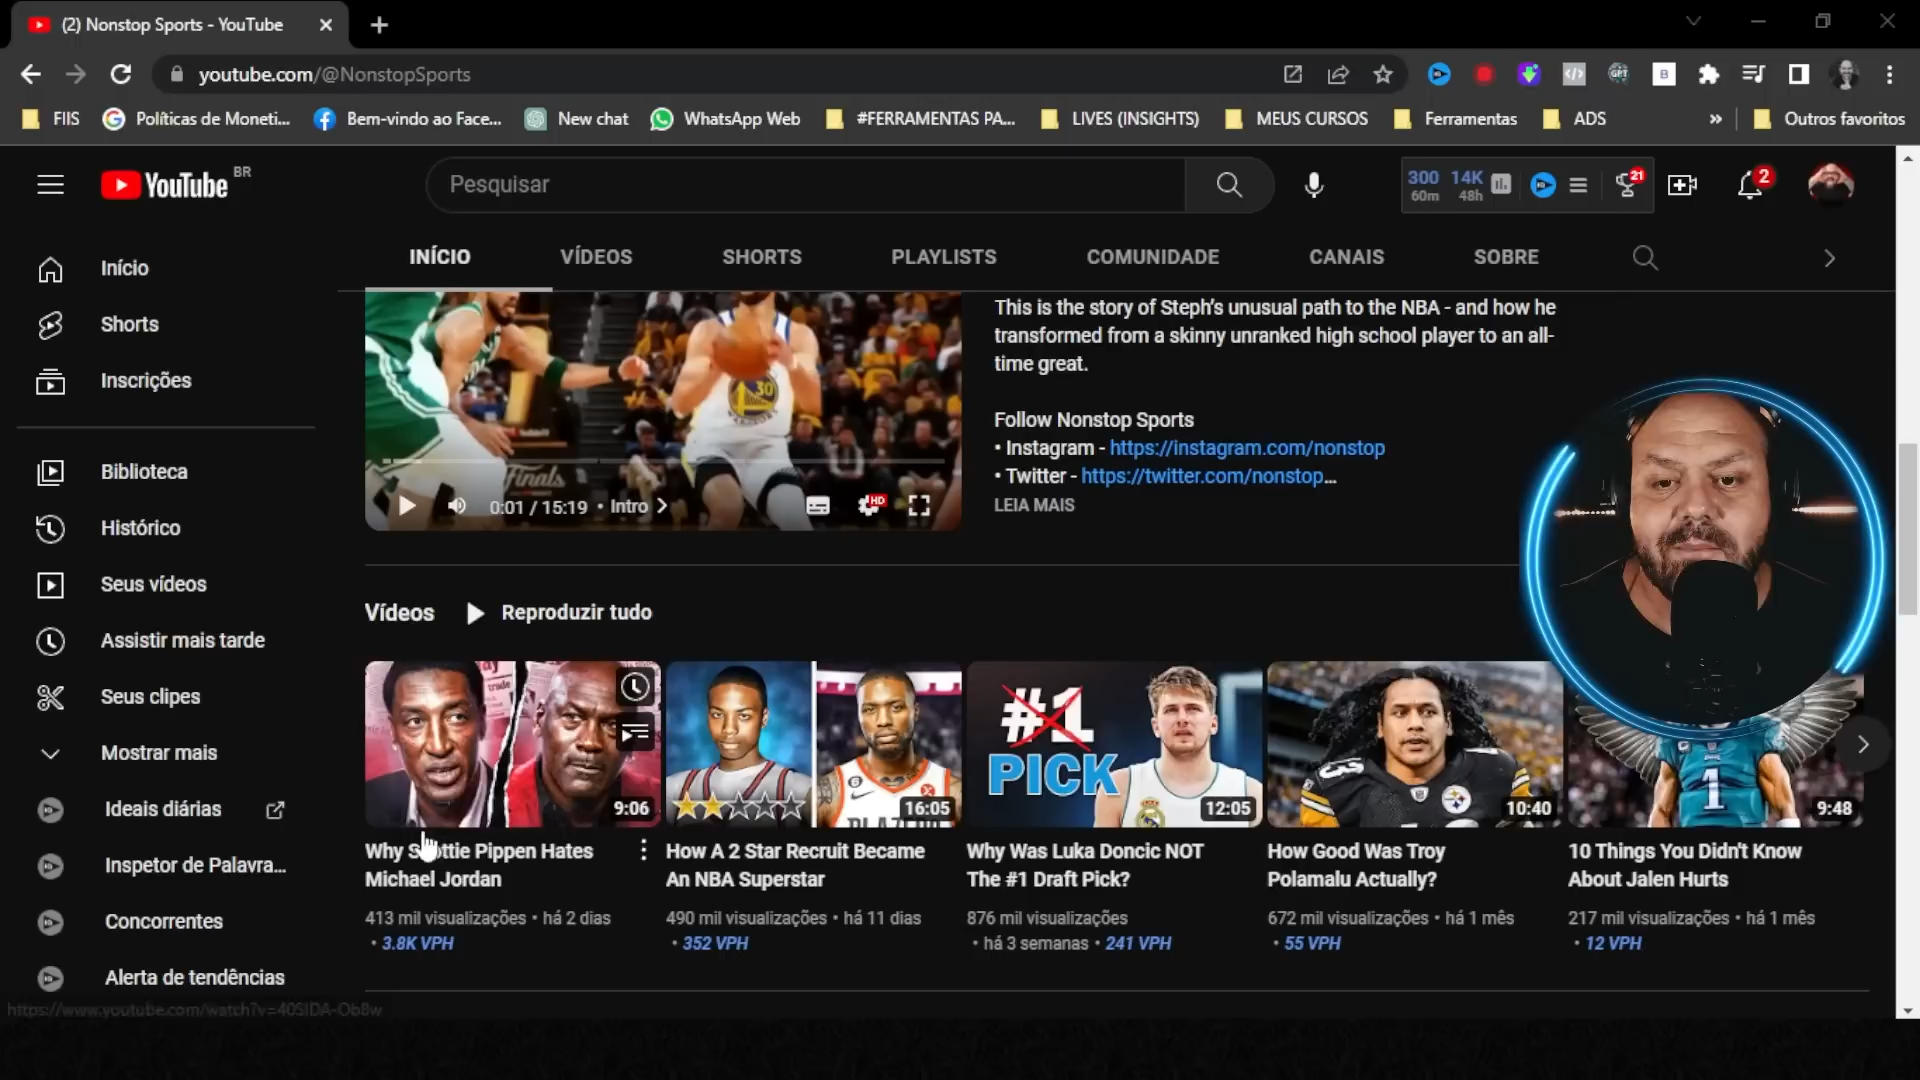 (2) Nonstop Sports - YouTube
youtube.com/@NonstopSports
GPT
B
FIIS
Políticas de Moneti...
Bem-vindo ao Face...
New chat
WhatsApp Web
#FERRAMENTAS PA...
LIVES (INSIGHTS)
MEUS CURSOS
Ferramentas
ADS
»
Outros favoritos
YouTube BR
Pesquisar
300 14K
60m 48h
21
2
INÍCIO
VÍDEOS
SHORTS
PLAYLISTS
COMUNIDADE
CANAIS
SOBRE
Início
Shorts
Inscrições
Biblioteca
Histórico
Seus vídeos
Assistir mais tarde
Seus clipes
Mostrar mais
Ideais diárias
Inspetor de Palavra...
Concorrentes
Alerta de tendências
30
Finals
0:01 / 15:19 • Intro
HD
This is the story of Steph's unusual path to the NBA - and how he
transformed from a skinny unranked high school player to an all-
time great.
Follow Nonstop Sports
• Instagram - https://instagram.com/nonstop
• Twitter - https://twitter.com/nonstop...
LEIA MAIS
Vídeos
Reproduzir tudo
trade
9:06
Why Scottie Pippen Hates
Michael Jordan
413 mil visualizações • há 2 dias
• 3.8K VPH
6
16:05
How A 2 Star Recruit Became
An NBA Superstar
490 mil visualizações • há 11 dias
• 352 VPH
#1
PICK
12:05
Why Was Luka Doncic NOT
The #1 Draft Pick?
876 mil visualizações
• há 3 semanas • 241 VPH
10:40
How Good Was Troy
Polamalu Actually?
672 mil visualizações • há 1 mês
• 55 VPH
1
9:48
10 Things You Didn't Know
About Jalen Hurts
217 mil visualizações • há 1 mês
• 12 VPH